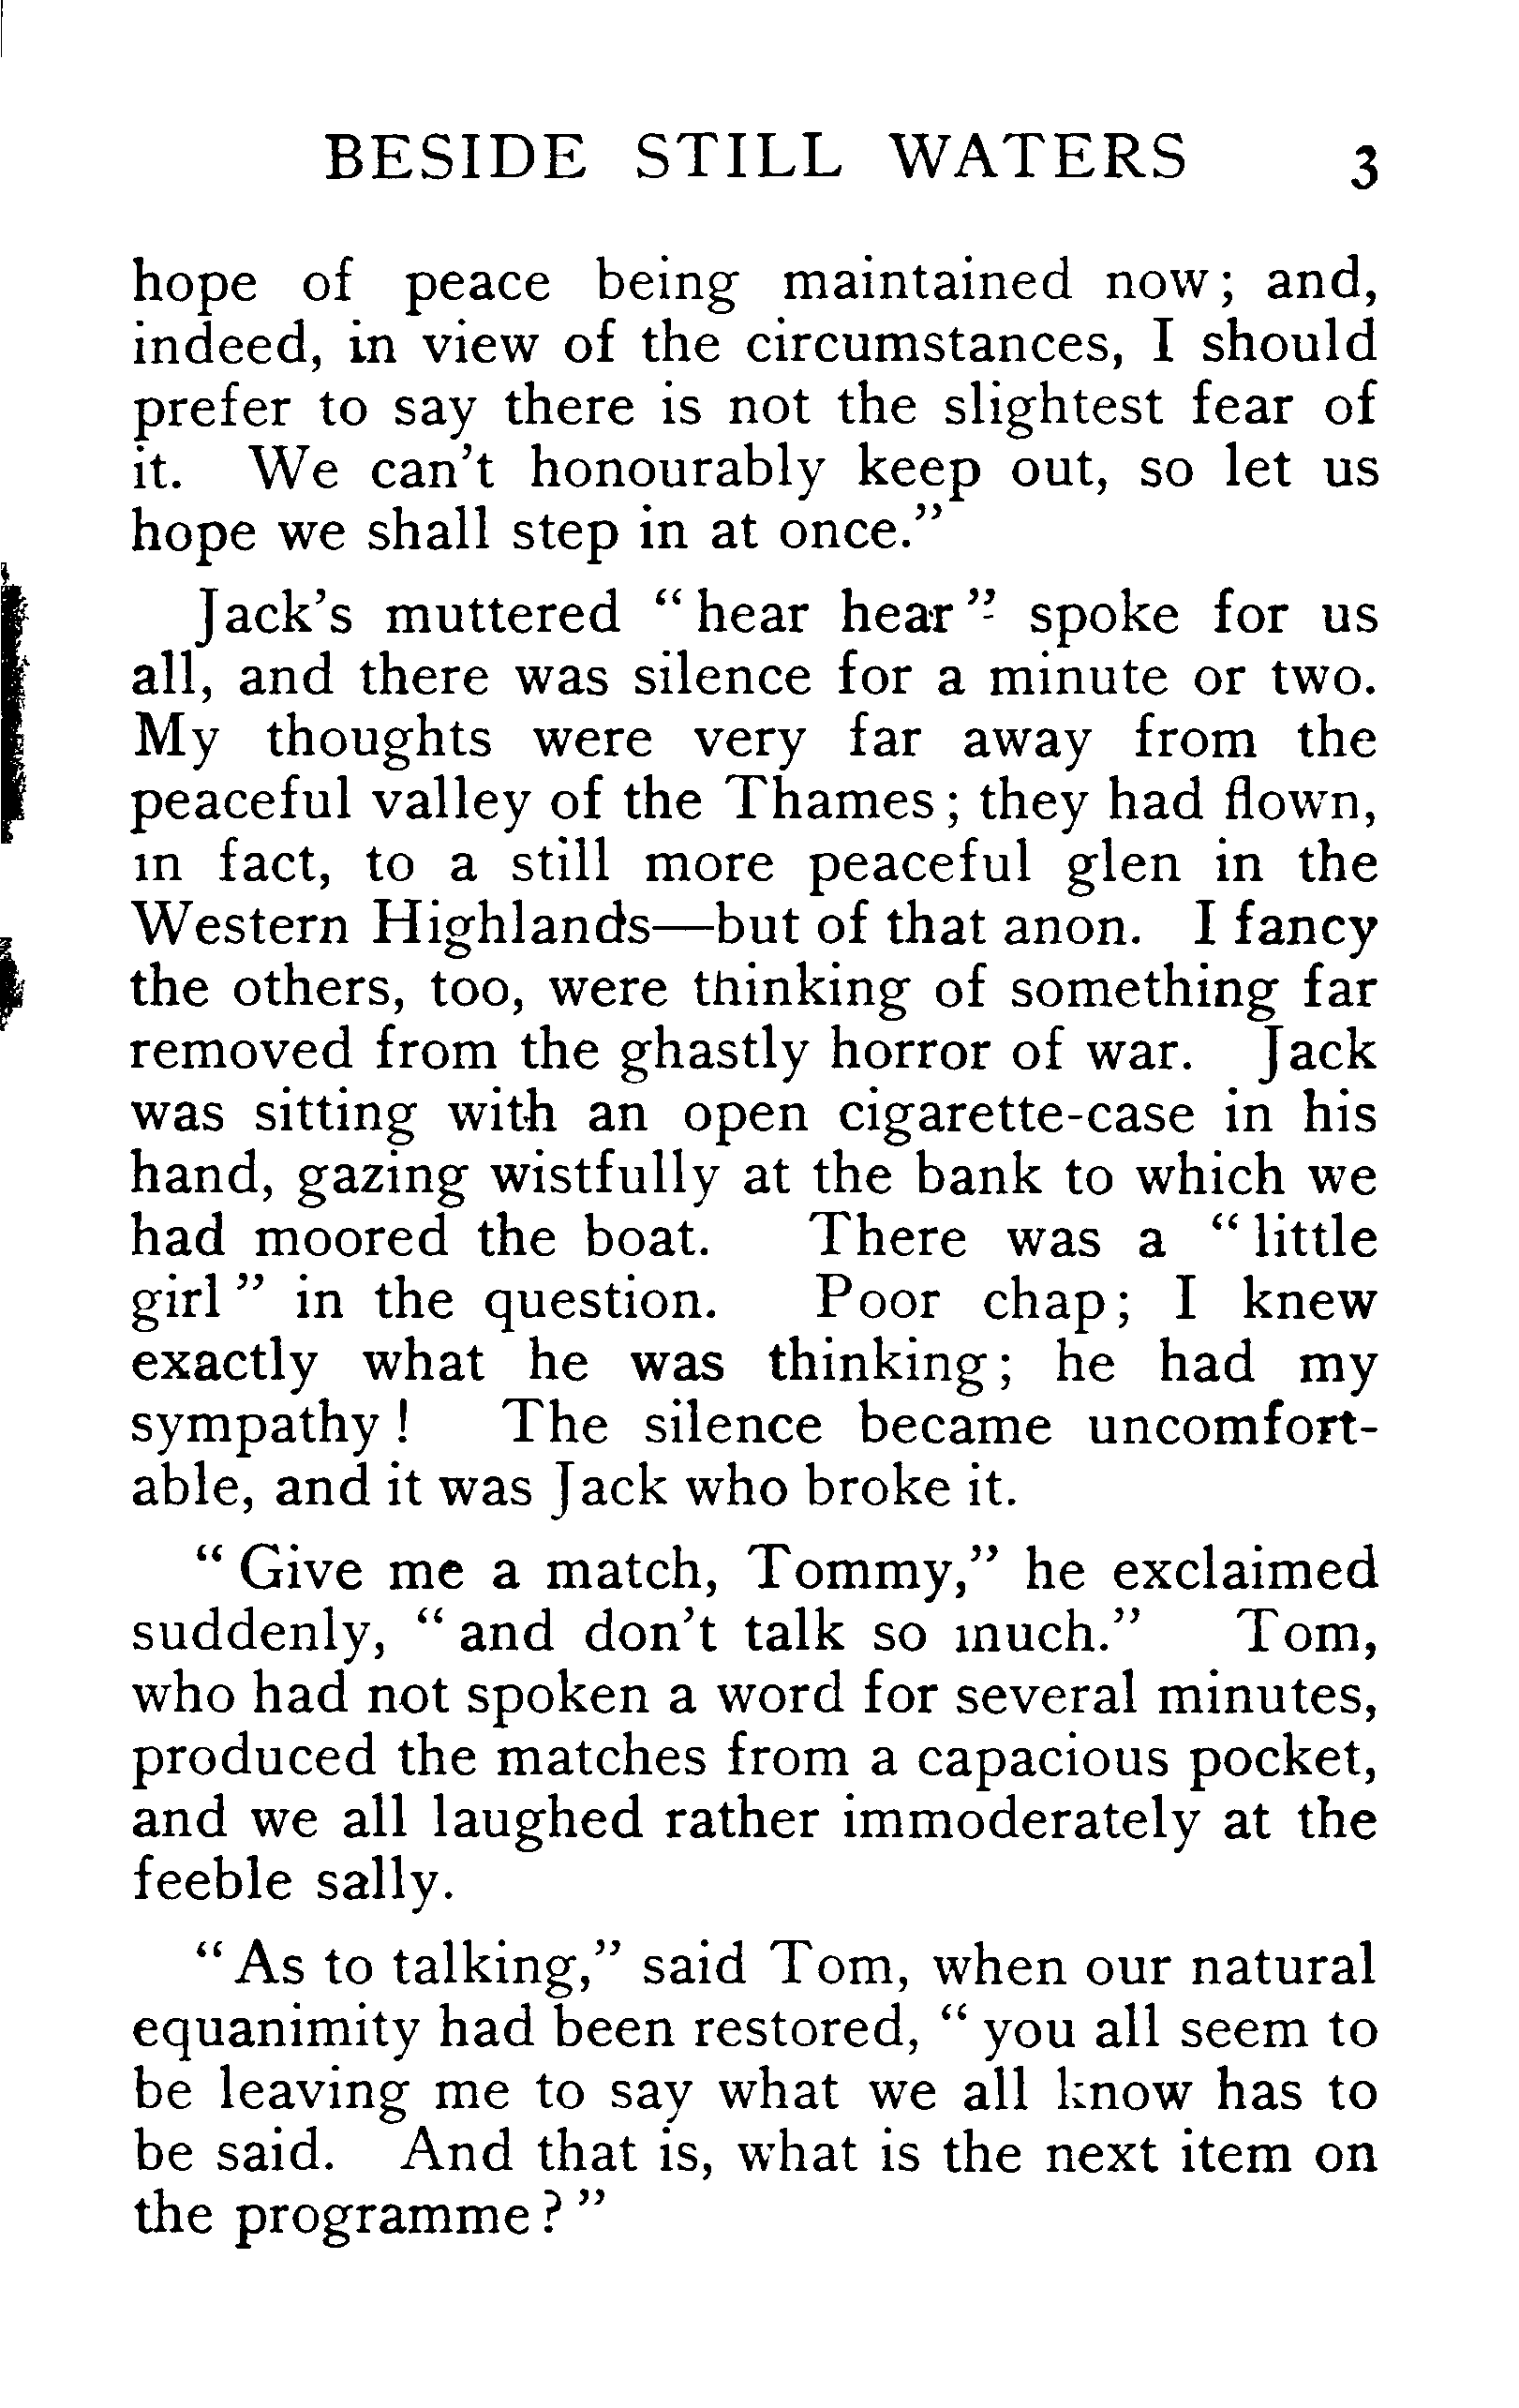 BESIDE STILL WATERS 3
hope of peace being maintained now; and,
indeed, in view of the circumstances, I should
prefer to say there is not the slightest fear of
it. We can't honourably keep out, so let us
hope we shall step in at once."
Jack's muttered "hear hear" spoke for us
all, and there was silence for a minute or two.
My thoughts were very far away from the
peaceful valley of the Thames; they had flown,
in fact, to a still more peaceful glen in the
Western Highlands—but of that anon. I fancy
the others, too, were thinking of something far
removed from the ghastly horror of war. Jack
was sitting with an open cigarette-case in his
hand, gazing wistfully at the bank to which we
had moored the boat. There was a "little
girl" in the question. Poor chap; I knew
exactly what he was thinking; he had my
sympathy! The silence became uncomfort-
able, and it was Jack who broke it.
"Give me a match, Tommy," he exclaimed
suddenly, "and don't talk so much." Tom,
who had not spoken a word for several minutes,
produced the matches from a capacious pocket,
and we all laughed rather immoderately at the
feeble sally.
"As to talking," said Tom, when our natural
equanimity had been restored, "you all seem to
be leaving me to say what we all know has to
be said. And that is, what is the next item on
the programme?"